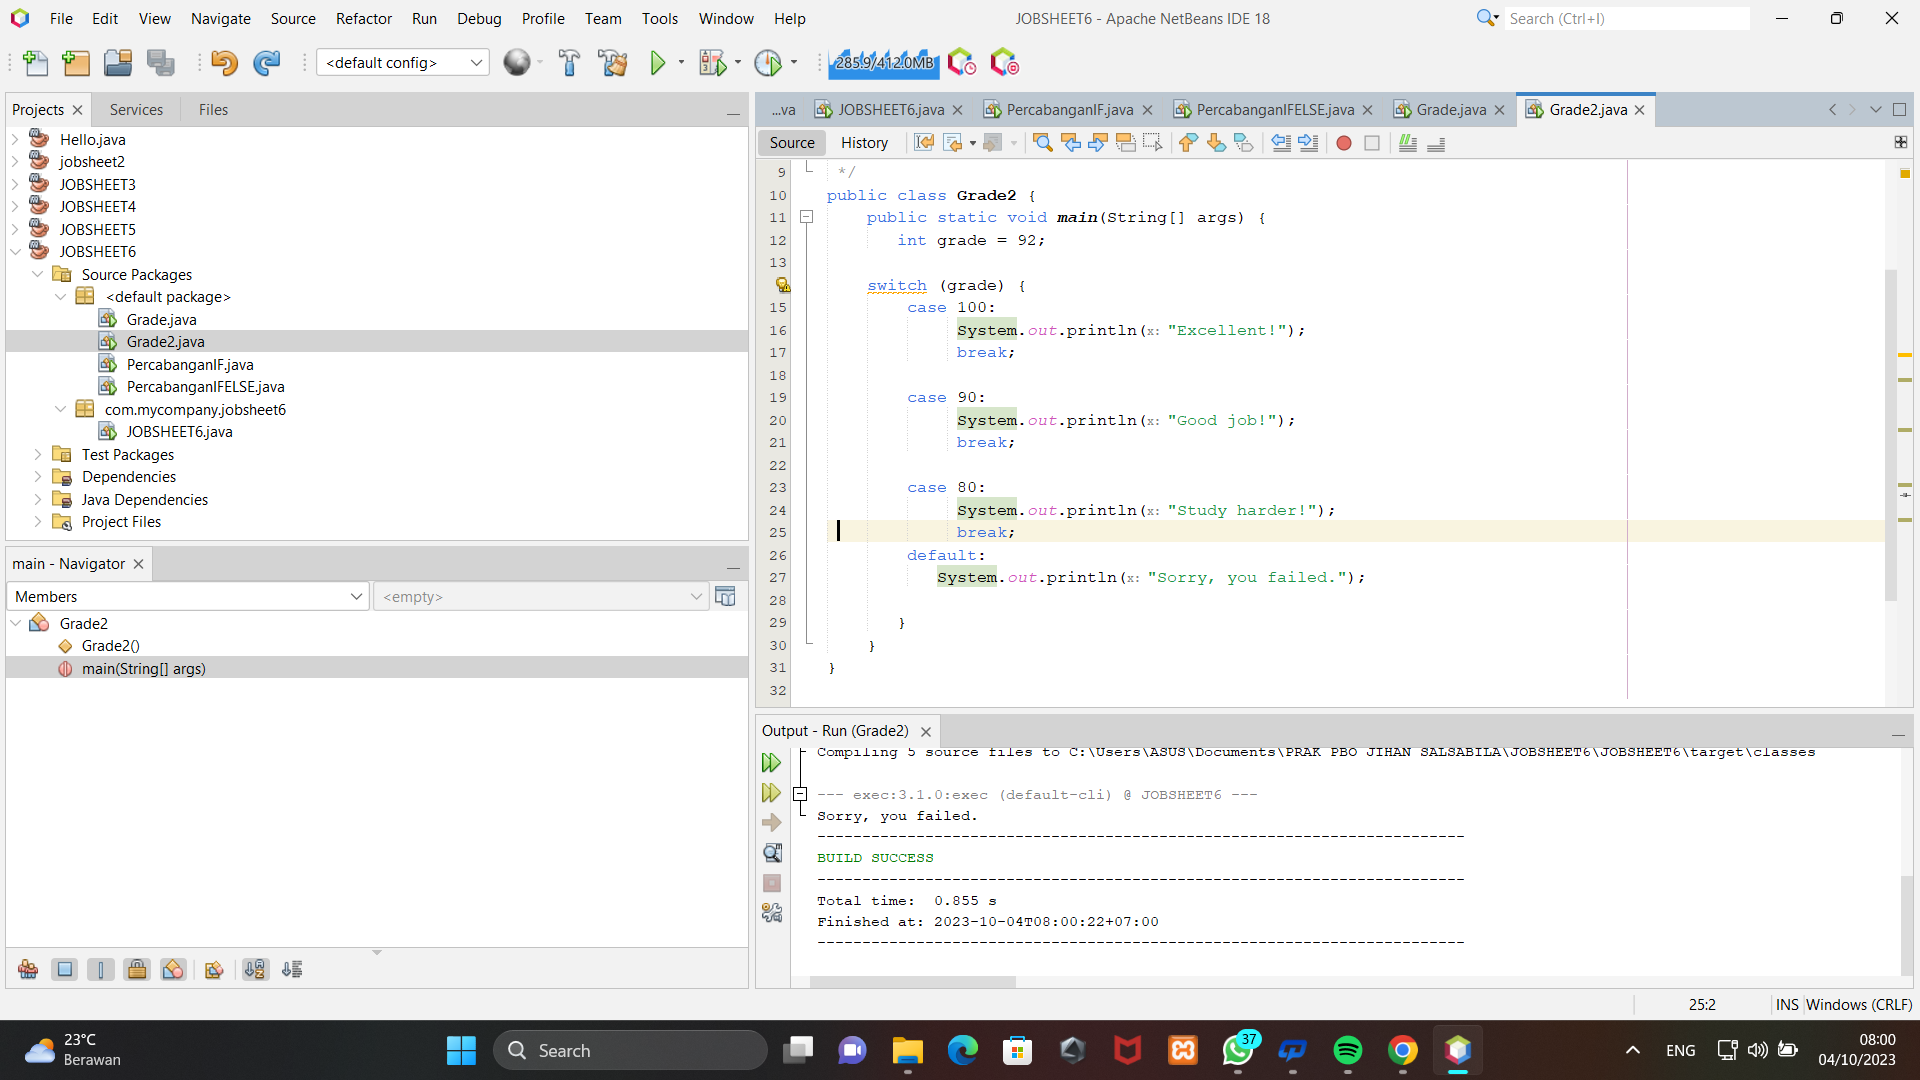 File Edit View Navigate Source Refactor Run Debug Profile Team Tools Window Help
JOBSHEET6 - Apache NetBeans IDE 18
Search (Ctrl+I)
<default config>
285.9/412.0MB
Projects
Services
Files
Hello.java
jobsheet2
JOBSHEET3
JOBSHEET4
JOBSHEET5
JOBSHEET6
Source Packages
<default package>
Grade.java
Grade2.java
PercabanganIF.java
PercabanganIFELSE.java
com.mycompany.jobsheet6
JOBSHEET6.java
Test Packages
Dependencies
Java Dependencies
Project Files
main - Navigator
Members
<empty>
Grade2
Grade2()
main(String[] args)
...va JOBSHEET6.java PercabanganIF.java PercabanganIFELSE.java Grade.java Grade2.java
Source History
9 */
10 public class Grade2 {
11 public static void main(String[] args) {
12 int grade = 92;
13
switch (grade) {
15 case 100:
16 System.out.println(x: "Excellent!");
17 break;
18
19 case 90:
20 System.out.println(x: "Good job!");
21 break;
22
23 case 80:
24 System.out.println(x: "Study harder!");
25 break;
26 default:
27 System.out.println(x: "Sorry, you failed.");
28
29 }
30 }
31 }
32
Output - Run (Grade2)
Compiling 5 source files to C:\Users\ASUS\Documents\PRAK PBO JIHAN SALSABILA\JOBSHEET6\JOBSHEET6\target\classes
--- exec:3.1.0:exec (default-cli) @ JOBSHEET6 ---
Sorry, you failed.
------------------------------------------------------------------------
BUILD SUCCESS
------------------------------------------------------------------------
Total time: 0.855 s
Finished at: 2023-10-04T08:00:22+07:00
------------------------------------------------------------------------
25:2 INS Windows (CRLF)
23°C
Berawan
Search
37
ENG
08:00
04/10/2023